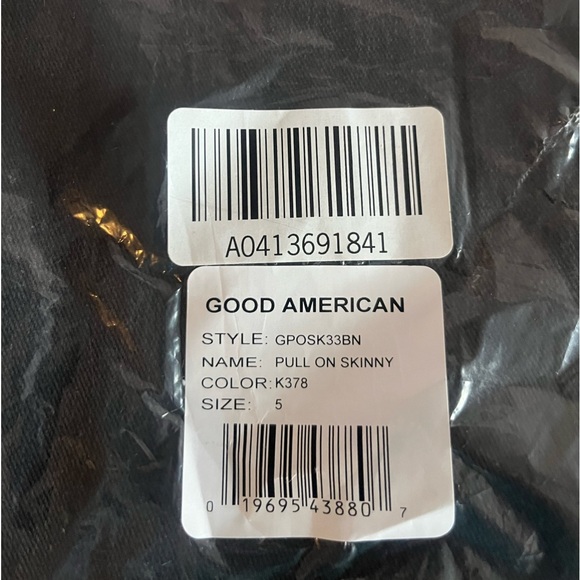 A0413691841
GOOD AMERICAN
STYLE: GPOSK33BN
NAME: PULL ON SKINNY
COLOR: K378
SIZE: 5
0 19695 43880 7